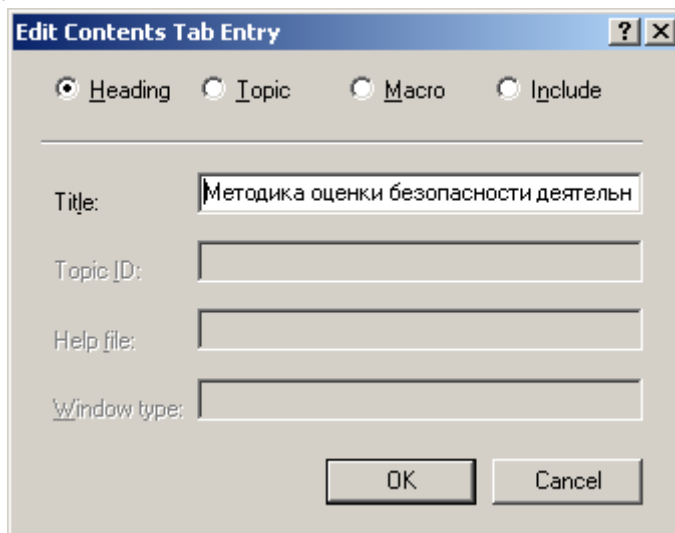 Edit Contents Tab Entry
Heading Topic Macro Include
Title: Методика оценки безопасности деятельн
Topic ID:
Help file:
Window type:
OK Cancel